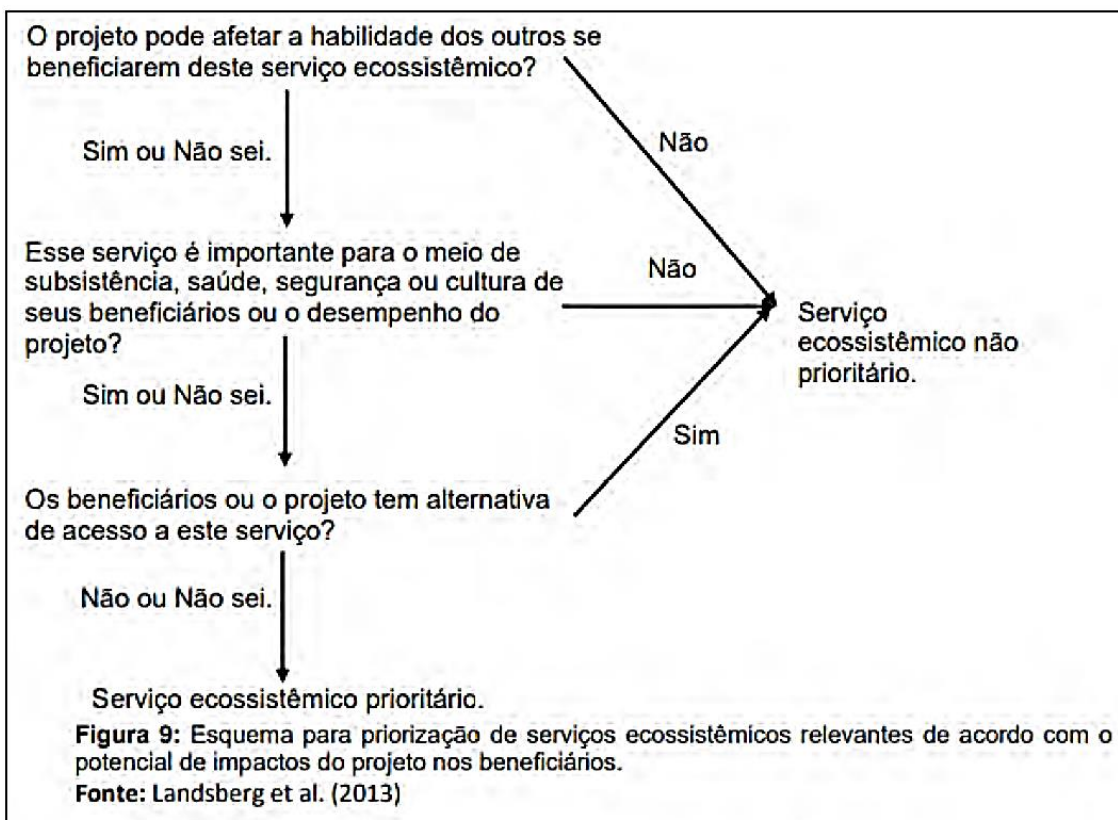 O projeto pode afetar a habilidade dos outros se
beneficiarem deste serviço ecossistêmico?
Não
Sim ou Não sei.
Esse serviço é importante para o meio de
subsistência, saúde, segurança ou cultura de
seus beneficiários ou o desempenho do
projeto?
Não
Serviço
ecossistêmico não
prioritário.
Sim ou Não sei.
Sim
Os beneficiários ou o projeto tem alternativa
de acesso a este serviço?
Não ou Não sei.
Serviço ecossistêmico prioritário.
Figura 9: Esquema para priorização de serviços ecossistêmicos relevantes de acordo com o
potencial de impactos do projeto nos beneficiários.
Fonte: Landsberg et al. (2013)